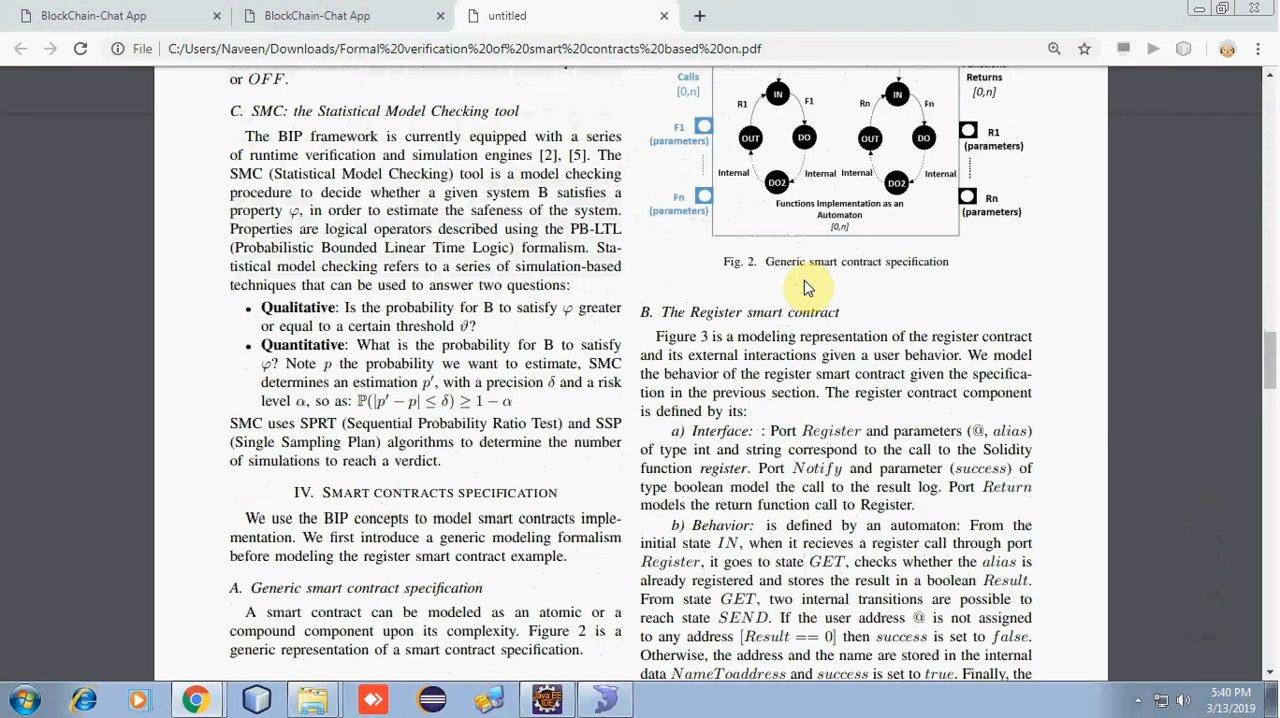 BlockChain-Chat App
BlockChain-Chat App
untitled
File
C:/Users/Naveen/Downloads/Formal%20verification%20of%20smart%20contracts%20based%20on.pdf
or OFF.
C. SMC: the Statistical Model Checking tool
The BIP framework is currently equipped with a series
of runtime verification and simulation engines [2], [5]. The
SMC (Statistical Model Checking) tool is a model checking
procedure to decide whether a given system B satisfies a
property φ, in order to estimate the safeness of the system.
Properties are logical operators described using the PB-LTL
(Probabilistic Bounded Linear Time Logic) formalism. Sta-
tistical model checking refers to a series of simulation-based
techniques that can be used to answer two questions:
• Qualitative: Is the probability for B to satisfy φ greater
or equal to a certain threshold ϑ?
• Quantitative: What is the probability for B to satisfy
φ? Note p the probability we want to estimate, SMC
determines an estimation p′, with a precision δ and a risk
level α, so as: ℙ(|p′ − p| ≤ δ) ≥ 1 − α
SMC uses SPRT (Sequential Probability Ratio Test) and SSP
(Single Sampling Plan) algorithms to determine the number
of simulations to reach a verdict.
IV. SMART CONTRACTS SPECIFICATION
We use the BIP concepts to model smart contracts imple-
mentation. We first introduce a generic modeling formalism
before modeling the register smart contract example.
A. Generic smart contract specification
A smart contract can be modeled as an atomic or a
compound component upon its complexity. Figure 2 is a
generic representation of a smart contract specification.
Calls
[0,n]
F1
(parameters)
Fn
(parameters)
IN
R1
F1
OUT
DO
Internal
Internal
DO2
IN
Rn
Fn
OUT
DO
Internal
Internal
DO2
Functions Implementation as an
Automaton
[0,n]
Returns
[0,n]
R1
(parameters)
Rn
(parameters)
Fig. 2. Generic smart contract specification
B. The Register smart contract
Figure 3 is a modeling representation of the register contract
and its external interactions given a user behavior. We model
the behavior of the register smart contract given the specifica-
tion in the previous section. The register contract component
is defined by its:
a) Interface: : Port Register and parameters (@, alias)
of type int and string correspond to the call to the Solidity
function register. Port Notify and parameter (success) of
type boolean model the call to the result log. Port Return
models the return function call to Register.
b) Behavior: is defined by an automaton: From the
initial state IN, when it recieves a register call through port
Register, it goes to state GET, checks whether the alias is
already registered and stores the result in a boolean Result.
From state GET, two internal transitions are possible to
reach state SEND. If the user address @ is not assigned
to any address [Result == 0] then success is set to false.
Otherwise, the address and the name are stored in the internal
data NameToaddress and success is set to true. Finally, the
5:40 PM
3/13/2019